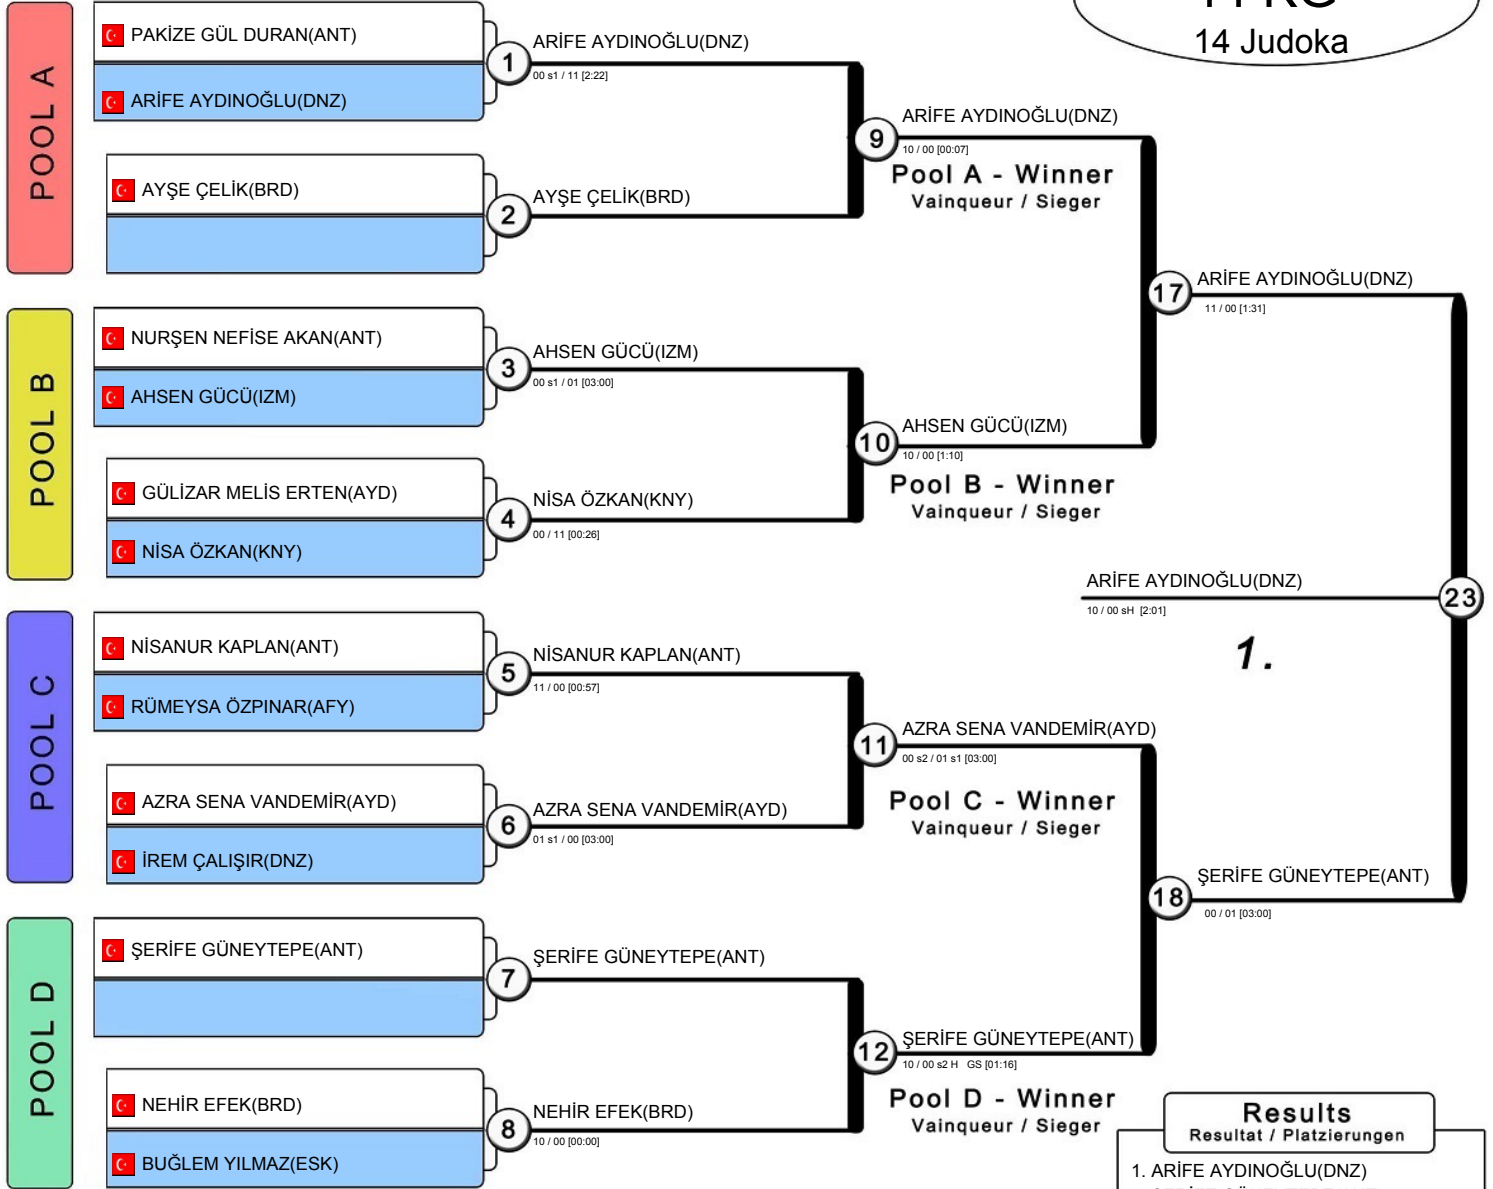 14 Judoka
POOL A
PAKİZE GÜL DURAN(ANT)
ARİFE AYDINOĞLU(DNZ)
1
ARİFE AYDINOĞLU(DNZ)
00 s1 / 11 [2:22]
AYŞE ÇELİK(BRD)
2
AYŞE ÇELİK(BRD)
9
ARİFE AYDINOĞLU(DNZ)
10 / 00 [00:07]
Pool A - Winner
Vainqueur / Sieger
POOL B
NURŞEN NEFİSE AKAN(ANT)
AHSEN GÜCÜ(IZM)
3
AHSEN GÜCÜ(IZM)
00 s1 / 01 [03:00]
GÜLİZAR MELİS ERTEN(AYD)
NİSA ÖZKAN(KNY)
4
NİSA ÖZKAN(KNY)
00 / 11 [00:26]
10
AHSEN GÜCÜ(IZM)
10 / 00 [1:10]
Pool B - Winner
Vainqueur / Sieger
17
ARİFE AYDINOĞLU(DNZ)
11 / 00 [1:31]
POOL C
NİSANUR KAPLAN(ANT)
RÜMEYSA ÖZPINAR(AFY)
5
NİSANUR KAPLAN(ANT)
11 / 00 [00:57]
AZRA SENA VANDEMİR(AYD)
İREM ÇALIŞIR(DNZ)
6
AZRA SENA VANDEMİR(AYD)
01 s1 / 00 [03:00]
11
AZRA SENA VANDEMİR(AYD)
00 s2 / 01 s1 [03:00]
Pool C - Winner
Vainqueur / Sieger
POOL D
ŞERİFE GÜNEYTEPE(ANT)
7
ŞERİFE GÜNEYTEPE(ANT)
NEHİR EFEK(BRD)
BUĞLEM YILMAZ(ESK)
8
NEHİR EFEK(BRD)
10 / 00 [00:00]
12
ŞERİFE GÜNEYTEPE(ANT)
10 / 00 s2 H GS [01:16]
Pool D - Winner
Vainqueur / Sieger
18
ŞERİFE GÜNEYTEPE(ANT)
00 / 01 [03:00]
ARİFE AYDINOĞLU(DNZ)
23
10 / 00 sH [2:01]
1.
Results
Resultat / Platzierungen
1. ARİFE AYDINOĞLU(DNZ)